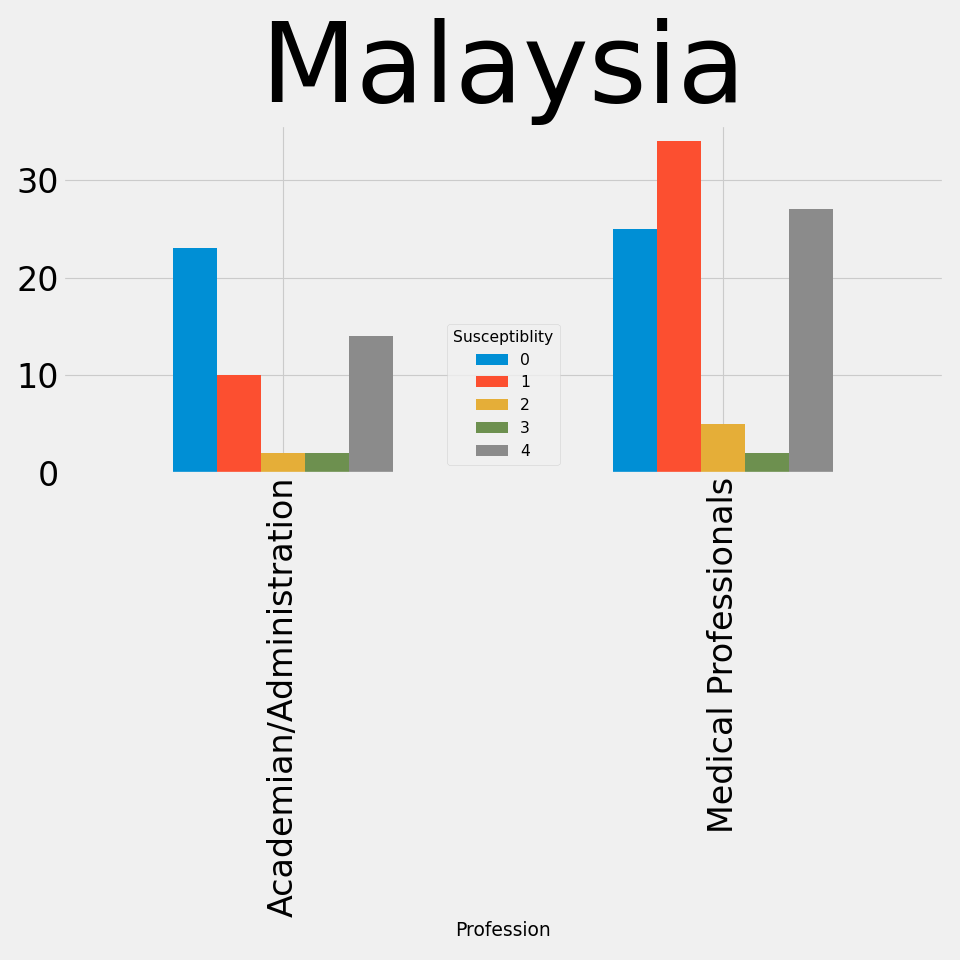 Malaysia
30
20
10
0
Susceptiblity
0
1
2
3
4
Academian/Administration
Medical Professionals
Profession